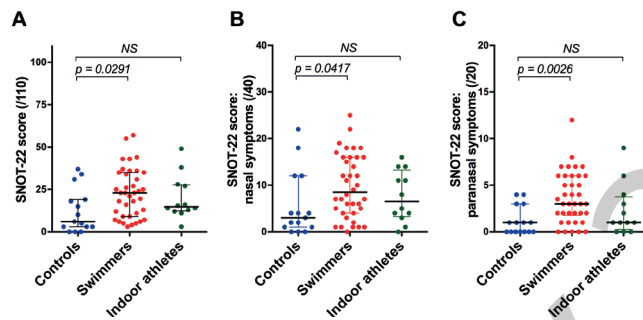 A
NS
p = 0.0291
SNOT-22 score (/110)
100
75
50
25
0
Controls
Swimmers
Indoor athletes
B
NS
p = 0.0417
SNOT-22 score:
nasal symptoms (/40)
40
30
20
10
0
Controls
Swimmers
Indoor athletes
C
NS
p = 0.0026
SNOT-22 score:
paranasal symptoms (/20)
20
15
10
5
0
Controls
Swimmers
Indoor athletes